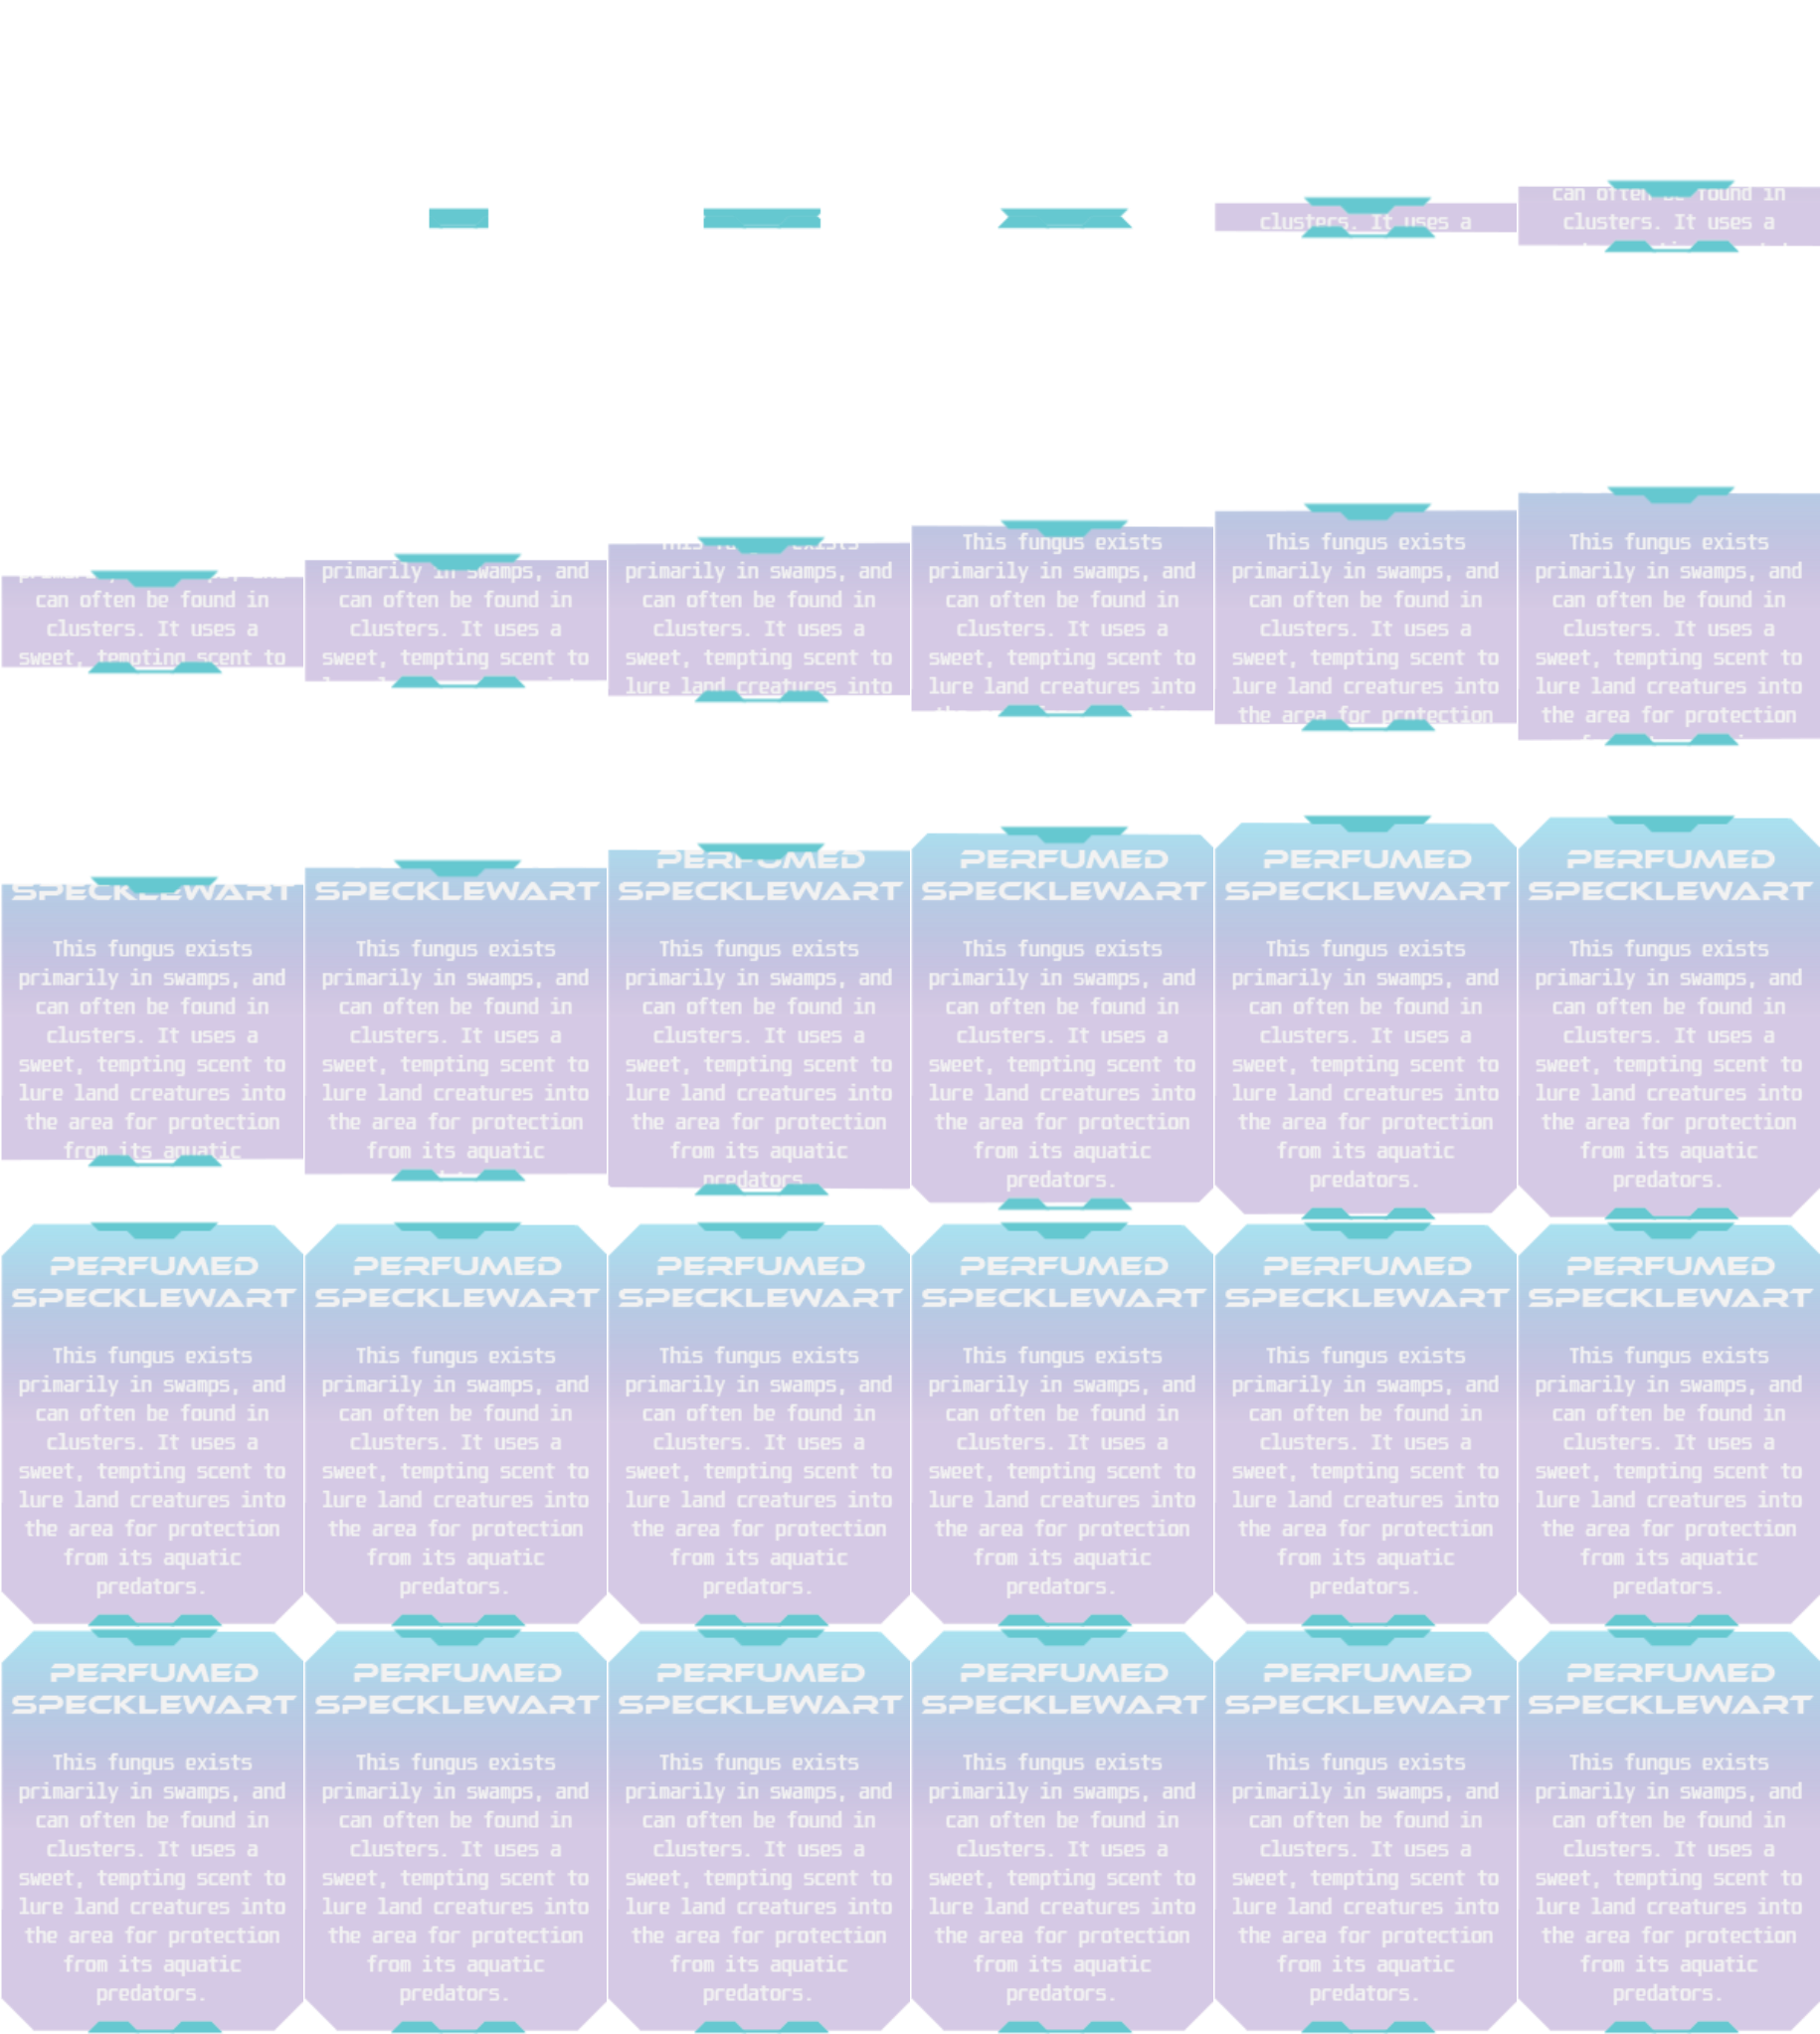 clusters. It uses a
can often be found in
clusters. It uses a
can often be found in
clusters. It uses a
sweet, tempting scent to
primarily in swamps, and
can often be found in
clusters. It uses a
sweet, tempting scent to
primarily in swamps, and
can often be found in
clusters. It uses a
sweet, tempting scent to
lure land creatures into
This fungus exists
primarily in swamps, and
can often be found in
clusters. It uses a
sweet, tempting scent to
lure land creatures into
This fungus exists
primarily in swamps, and
can often be found in
clusters. It uses a
sweet, tempting scent to
lure land creatures into
the area for protection
This fungus exists
primarily in swamps, and
can often be found in
clusters. It uses a
sweet, tempting scent to
lure land creatures into
the area for protection
SPECKLEWART
This fungus exists
primarily in swamps, and
can often be found in
clusters. It uses a
sweet, tempting scent to
lure land creatures into
the area for protection
from its aquatic
SPECKLEWART
This fungus exists
primarily in swamps, and
can often be found in
clusters. It uses a
sweet, tempting scent to
lure land creatures into
the area for protection
from its aquatic
PERFUMED
SPECKLEWART
This fungus exists
primarily in swamps, and
can often be found in
clusters. It uses a
sweet, tempting scent to
lure land creatures into
the area for protection
from its aquatic
predators.
PERFUMED
SPECKLEWART
This fungus exists
primarily in swamps, and
can often be found in
clusters. It uses a
sweet, tempting scent to
lure land creatures into
the area for protection
from its aquatic
predators.
PERFUMED
SPECKLEWART
This fungus exists
primarily in swamps, and
can often be found in
clusters. It uses a
sweet, tempting scent to
lure land creatures into
the area for protection
from its aquatic
predators.
PERFUMED
SPECKLEWART
This fungus exists
primarily in swamps, and
can often be found in
clusters. It uses a
sweet, tempting scent to
lure land creatures into
the area for protection
from its aquatic
predators.
PERFUMED
SPECKLEWART
This fungus exists
primarily in swamps, and
can often be found in
clusters. It uses a
sweet, tempting scent to
lure land creatures into
the area for protection
from its aquatic
predators.
PERFUMED
SPECKLEWART
This fungus exists
primarily in swamps, and
can often be found in
clusters. It uses a
sweet, tempting scent to
lure land creatures into
the area for protection
from its aquatic
predators.
PERFUMED
SPECKLEWART
This fungus exists
primarily in swamps, and
can often be found in
clusters. It uses a
sweet, tempting scent to
lure land creatures into
the area for protection
from its aquatic
predators.
PERFUMED
SPECKLEWART
This fungus exists
primarily in swamps, and
can often be found in
clusters. It uses a
sweet, tempting scent to
lure land creatures into
the area for protection
from its aquatic
predators.
PERFUMED
SPECKLEWART
This fungus exists
primarily in swamps, and
can often be found in
clusters. It uses a
sweet, tempting scent to
lure land creatures into
the area for protection
from its aquatic
predators.
PERFUMED
SPECKLEWART
This fungus exists
primarily in swamps, and
can often be found in
clusters. It uses a
sweet, tempting scent to
lure land creatures into
the area for protection
from its aquatic
predators.
PERFUMED
SPECKLEWART
This fungus exists
primarily in swamps, and
can often be found in
clusters. It uses a
sweet, tempting scent to
lure land creatures into
the area for protection
from its aquatic
predators.
PERFUMED
SPECKLEWART
This fungus exists
primarily in swamps, and
can often be found in
clusters. It uses a
sweet, tempting scent to
lure land creatures into
the area for protection
from its aquatic
predators.
PERFUMED
SPECKLEWART
This fungus exists
primarily in swamps, and
can often be found in
clusters. It uses a
sweet, tempting scent to
lure land creatures into
the area for protection
from its aquatic
predators.
PERFUMED
SPECKLEWART
This fungus exists
primarily in swamps, and
can often be found in
clusters. It uses a
sweet, tempting scent to
lure land creatures into
the area for protection
from its aquatic
predators.
PERFUMED
SPECKLEWART
This fungus exists
primarily in swamps, and
can often be found in
clusters. It uses a
sweet, tempting scent to
lure land creatures into
the area for protection
from its aquatic
predators.
PERFUMED
SPECKLEWART
This fungus exists
primarily in swamps, and
can often be found in
clusters. It uses a
sweet, tempting scent to
lure land creatures into
the area for protection
from its aquatic
predators.